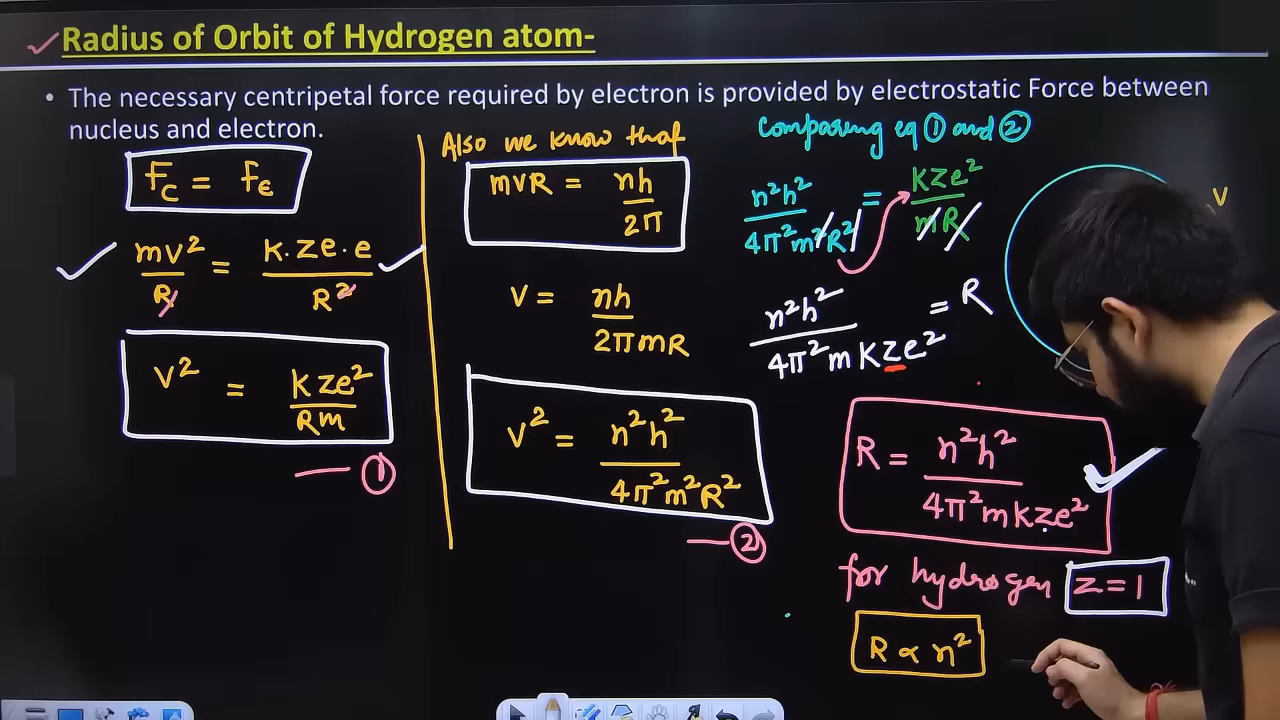 Radius of Orbit of Hydrogen atom-
• The necessary centripetal force required by electron is provided by electrostatic Force between
nucleus and electron.
Fc = Fε
mv²/R = k.ze.e/R²
v² = kze²/Rm
— ①
Also we know that
mvR = nh/2π
v = nh/2πmR
v² = n²h²/4π²m²R²
— ②
Comparing eq ① and ②
n²h²/4π²m²R² = kze²/mR
n²h²/4π²mkze² = R
V
R = n²h²/4π²mkze²
for hydrogen z=1
R ∝ n²